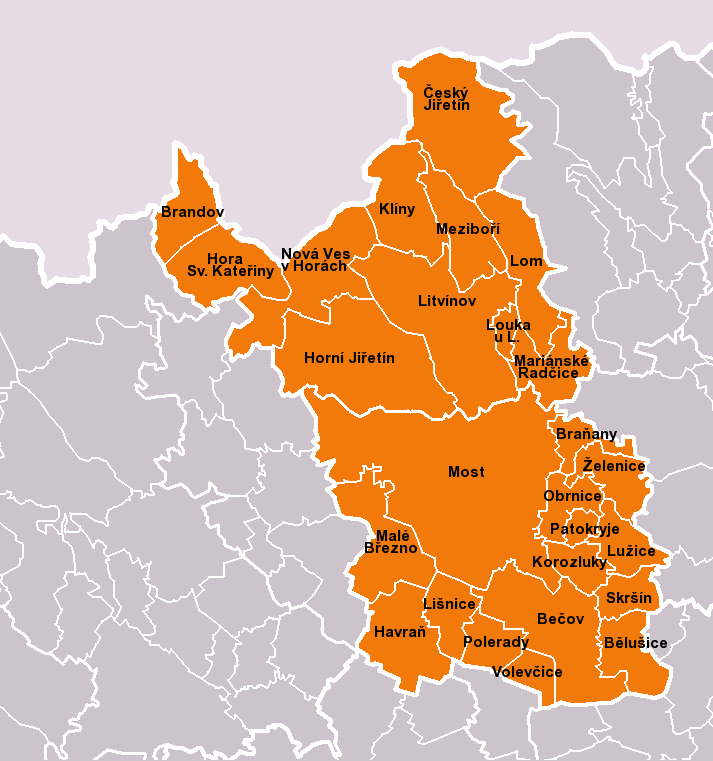 Český
Jiřetín
Brandov
Klíny
Meziboří
Hora
Sv. Kateřiny
Nová Ves
v Horách
Lom
Litvínov
Louka
u L.
Horní Jiřetín
Mariánské
Radčice
Braňany
Želenice
Most
Obrnice
Patokryje
Malé
Březno
Lužice
Korozluky
Skršín
Lišnice
Bečov
Havraň
Polerady
Bělušice
Volevčice